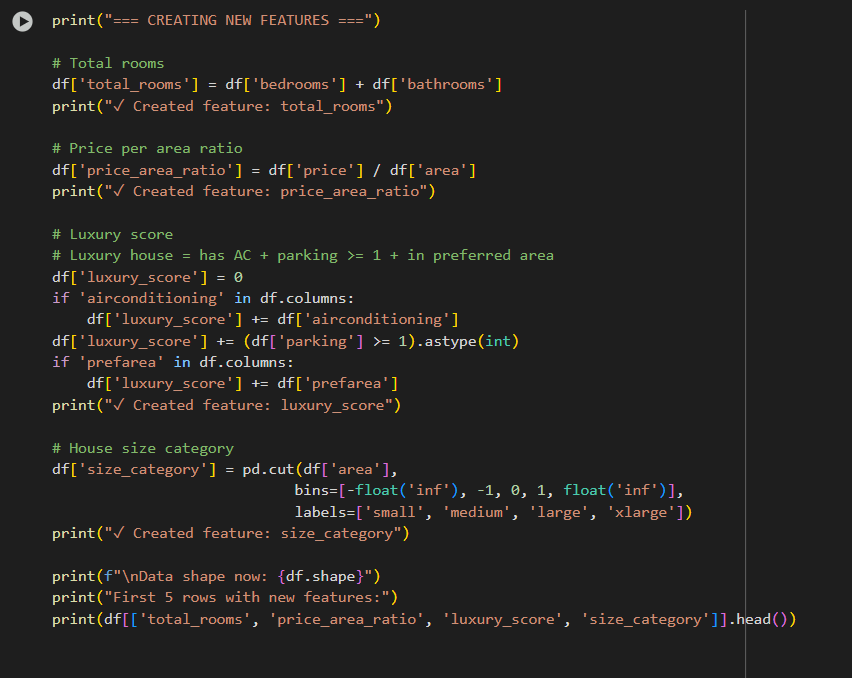 print("=== CREATING NEW FEATURES ===")
# Total rooms
df['total_rooms'] = df['bedrooms'] + df['bathrooms']
print("✓ Created feature: total_rooms")
# Price per area ratio
df['price_area_ratio'] = df['price'] / df['area']
print("✓ Created feature: price_area_ratio")
# Luxury score
# Luxury house = has AC + parking >= 1 + in preferred area
df['luxury_score'] = 0
if 'airconditioning' in df.columns:
    df['luxury_score'] += df['airconditioning']
df['luxury_score'] += (df['parking'] >= 1).astype(int)
if 'prefarea' in df.columns:
    df['luxury_score'] += df['prefarea']
print("✓ Created feature: luxury_score")
# House size category
df['size_category'] = pd.cut(df['area'],
                            bins=[-float('inf'), -1, 0, 1, float('inf')],
                            labels=['small', 'medium', 'large', 'xlarge'])
print("✓ Created feature: size_category")
print(f"\nData shape now: {df.shape}")
print("First 5 rows with new features:")
print(df[['total_rooms', 'price_area_ratio', 'luxury_score', 'size_category']].head())